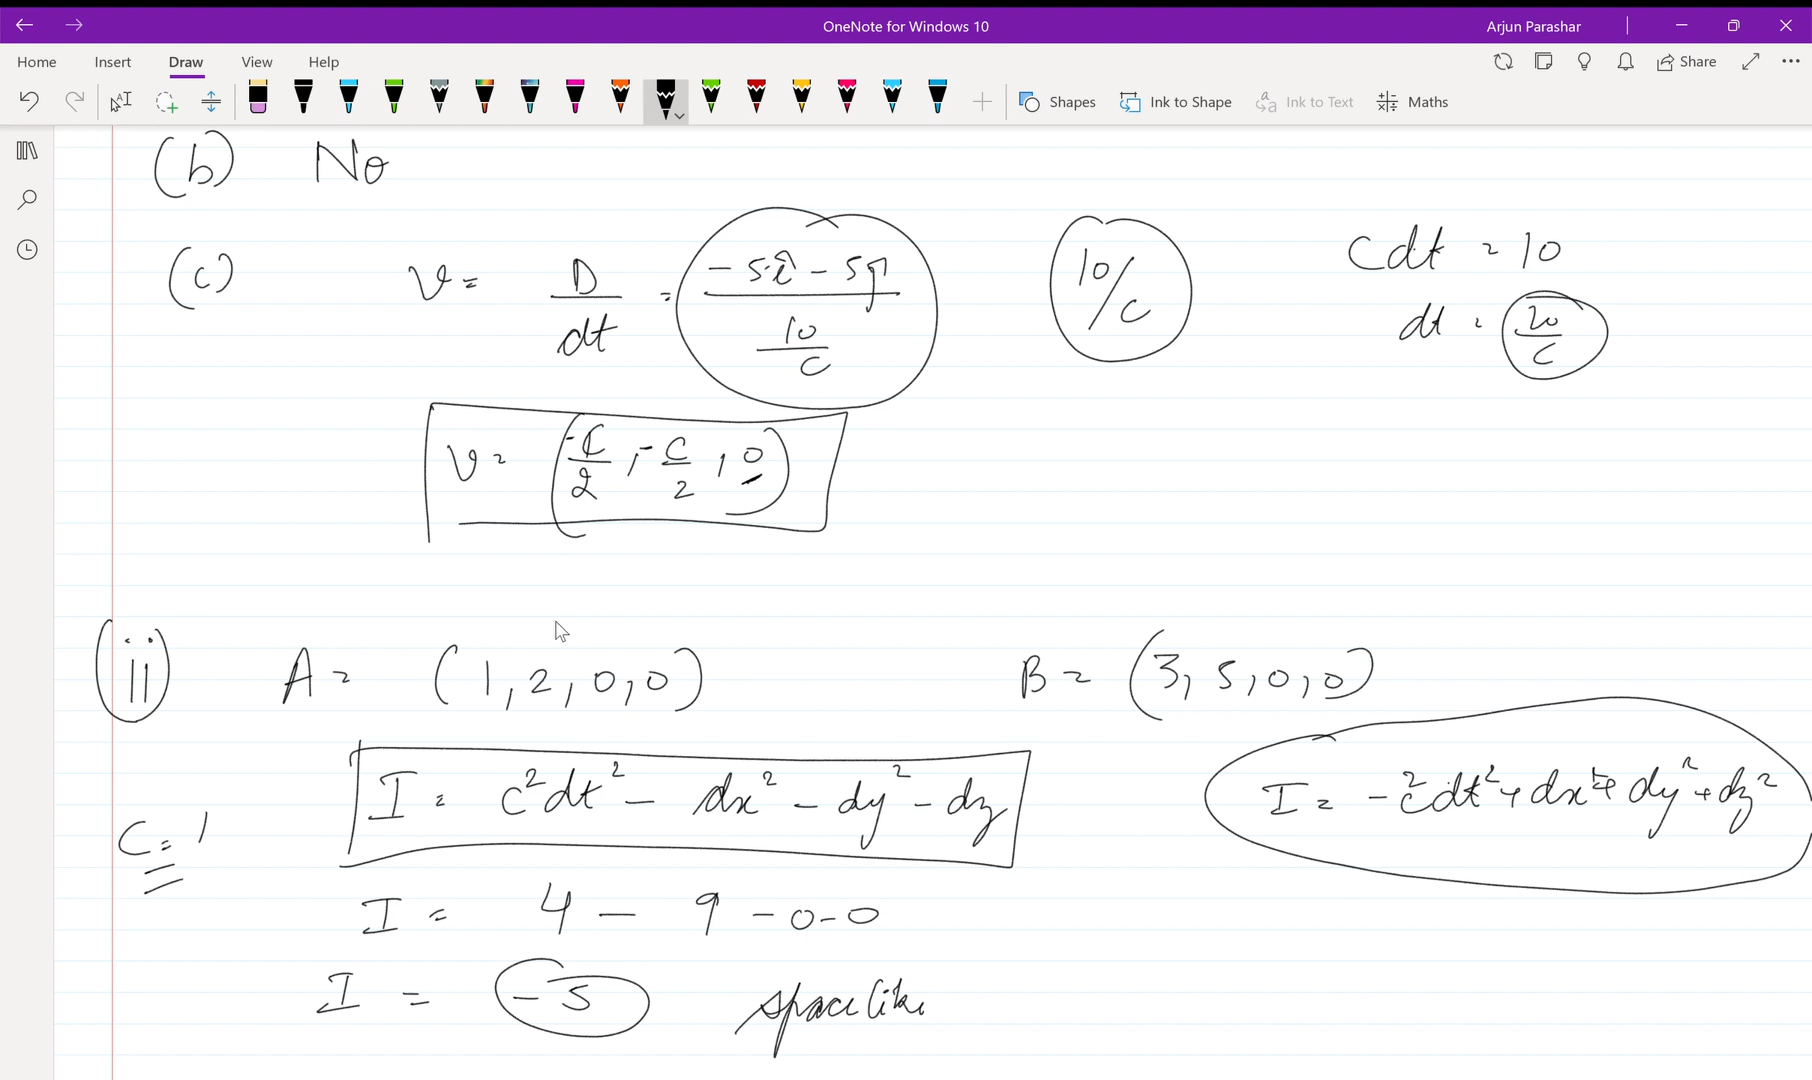 OneNote for Windows 10
Arjun Parashar
Home Insert Draw View Help
Share
Shapes Ink to Shape Ink to Text Maths
(b) No
(c) v = D/dt = (-5î - 5ĵ)/(10/c) 10/c cdt = 10
dt = 10/c
v = (-c/2, -c/2, 0)
(ii) A = (1, 2, 0, 0) B = (3, 5, 0, 0)
I = c²dt² - dx² - dy² - dz I = -c²dt² + dx² + dy² + dz²
c = 1
I = 4 - 9 - 0 - 0
I = -5 spacelike